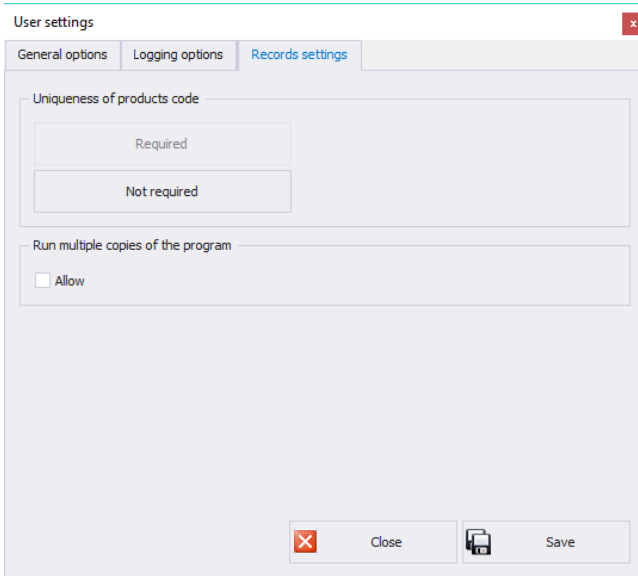 User settings
x
General options Logging options Records settings
Uniqueness of products code
Required
Not required
Run multiple copies of the program
Allow
Close Save